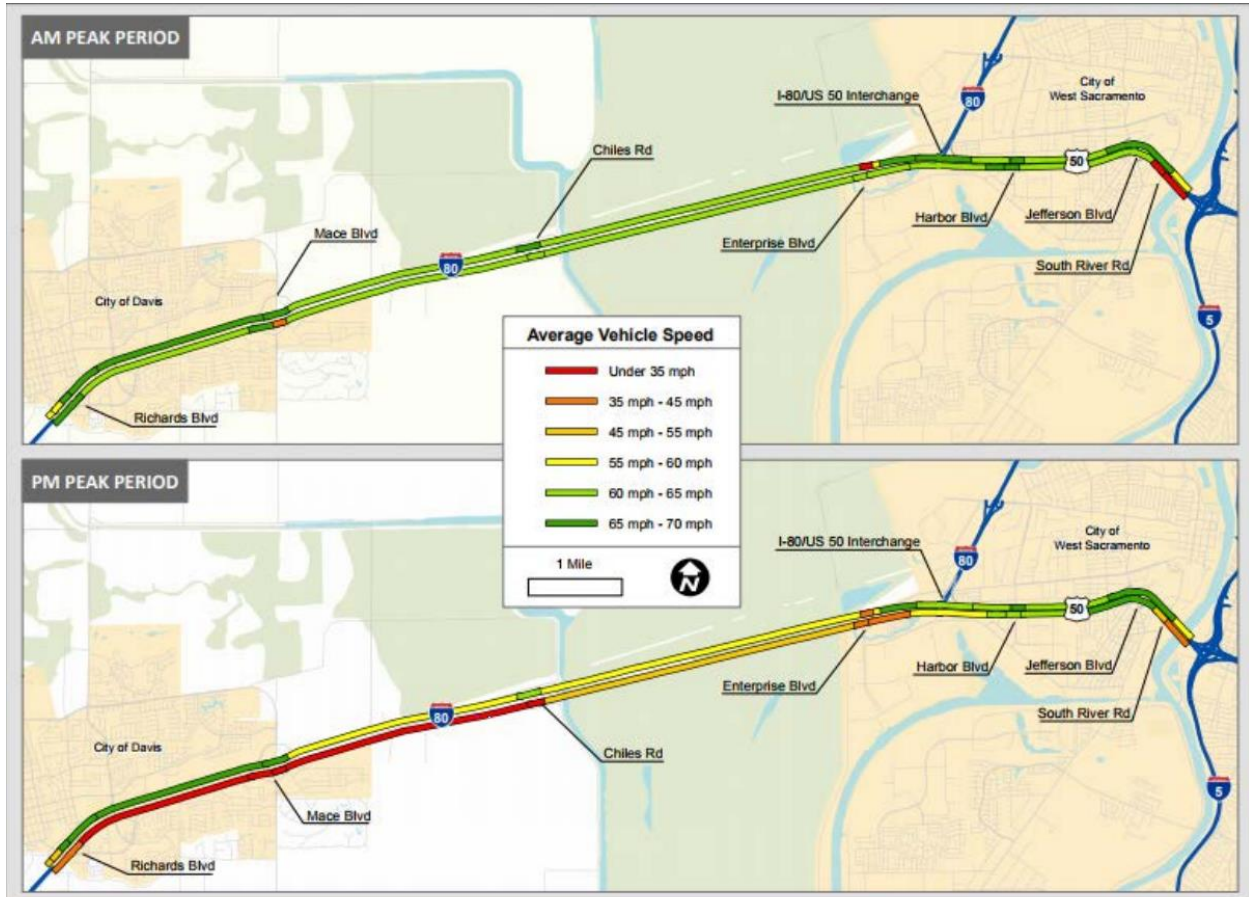 AM PEAK PERIOD
I-80/US 50 Interchange
80
City of
West Sacramento
Chiles Rd
50
Mace Blvd
Harbor Blvd
Jefferson Blvd
Enterprise Blvd
80
South River Rd
City of Davis
5
Richards Blvd
Average Vehicle Speed
Under 35 mph
35 mph - 45 mph
45 mph - 55 mph
55 mph - 60 mph
60 mph - 65 mph
65 mph - 70 mph
1 Mile
N
PM PEAK PERIOD
I-80/US 50 Interchange
80
City of
West Sacramento
50
Harbor Blvd
Jefferson Blvd
Enterprise Blvd
South River Rd
80
City of Davis
Chiles Rd
5
Mace Blvd
Richards Blvd